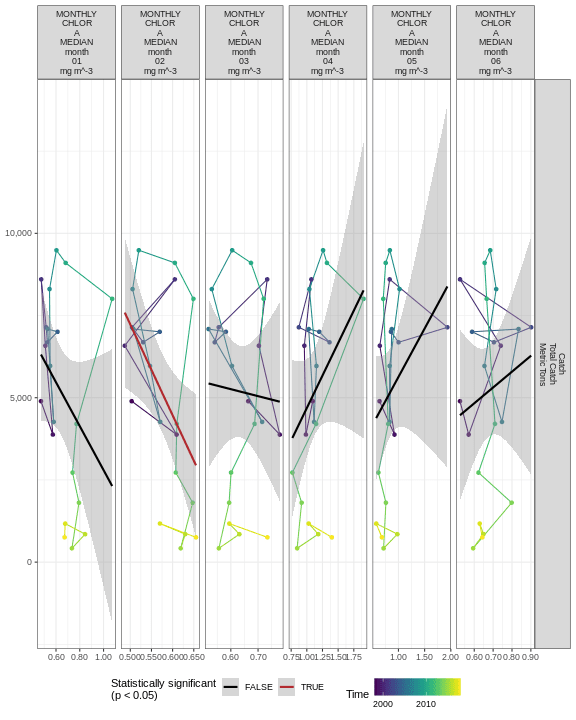 MONTHLY
CHLOR
A
MEDIAN
month
01
mg m^-3
MONTHLY
CHLOR
A
MEDIAN
month
02
mg m^-3
MONTHLY
CHLOR
A
MEDIAN
month
03
mg m^-3
MONTHLY
CHLOR
A
MEDIAN
month
04
mg m^-3
MONTHLY
CHLOR
A
MEDIAN
month
05
mg m^-3
MONTHLY
CHLOR
A
MEDIAN
month
06
mg m^-3
10,000
5,000
0
Catch
Total Catch
Metric Tons
0.60 0.80 1.00
0.500 0.550 0.600 0.650
0.60 0.70
0.75 1.00 1.25 1.50 1.75
1.00 1.50 2.00
0.60 0.70 0.80 0.90
Statistically significant
(p < 0.05)
FALSE TRUE
Time
2000 2010